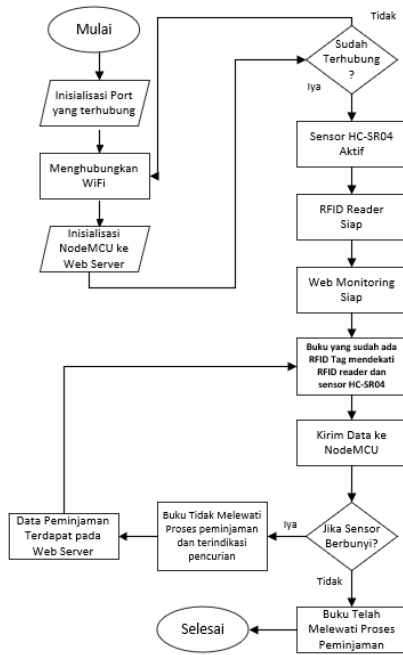 Mulai
Inisialisasi Port
yang terhubung
Menghubungkan
WiFi
Inisialisasi
NodeMCU ke
Web Server
Tidak
Sudah
Terhubung
?
Iya
Sensor HC-SR04
Aktif
RFID Reader
Siap
Web Monitoring
Siap
Buku yang sudah ada
RFID Tag mendekati
RFID reader dan
sensor HC-SR04
Kirim Data ke
NodeMCU
Jika Sensor
Berbunyi?
Iya
Buku Tidak Melewati
Proses peminjaman
dan terindikasi
pencurian
Data Peminjaman
Terdapat pada
Web Server
Tidak
Buku Telah
Melewati Proses
Peminjaman
Selesai